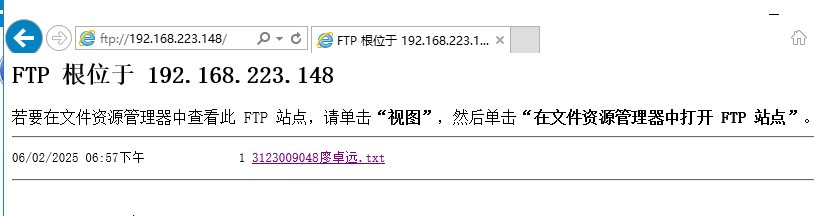 ftp://192.168.223.148/
FTP 根位于 192.168.223.1...
FTP 根位于 192.168.223.148
若要在文件资源管理器中查看此 FTP 站点，请单击“视图”，然后单击“在文件资源管理器中打开 FTP 站点”。
06/02/2025 06:57下午 1 3123009048廖卓远.txt